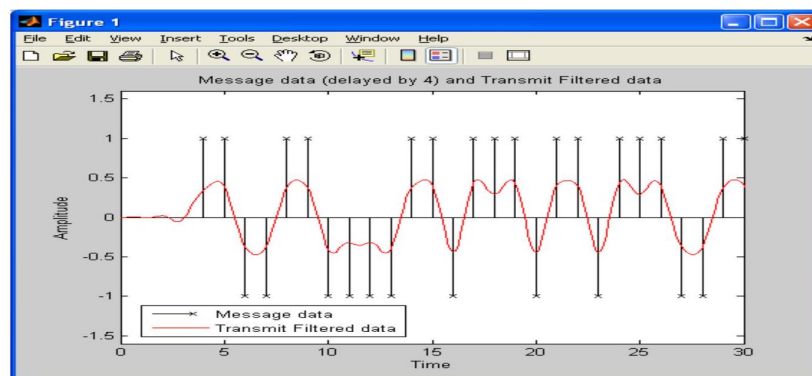 Figure 1
File Edit View Insert Tools Desktop Window Help
Message data (delayed by 4) and Transmit Filtered data
1.5
1
0.5
0
-0.5
-1
-1.5
Amplitude
Message data
Transmit Filtered data
0 5 10 15 20 25 30
Time